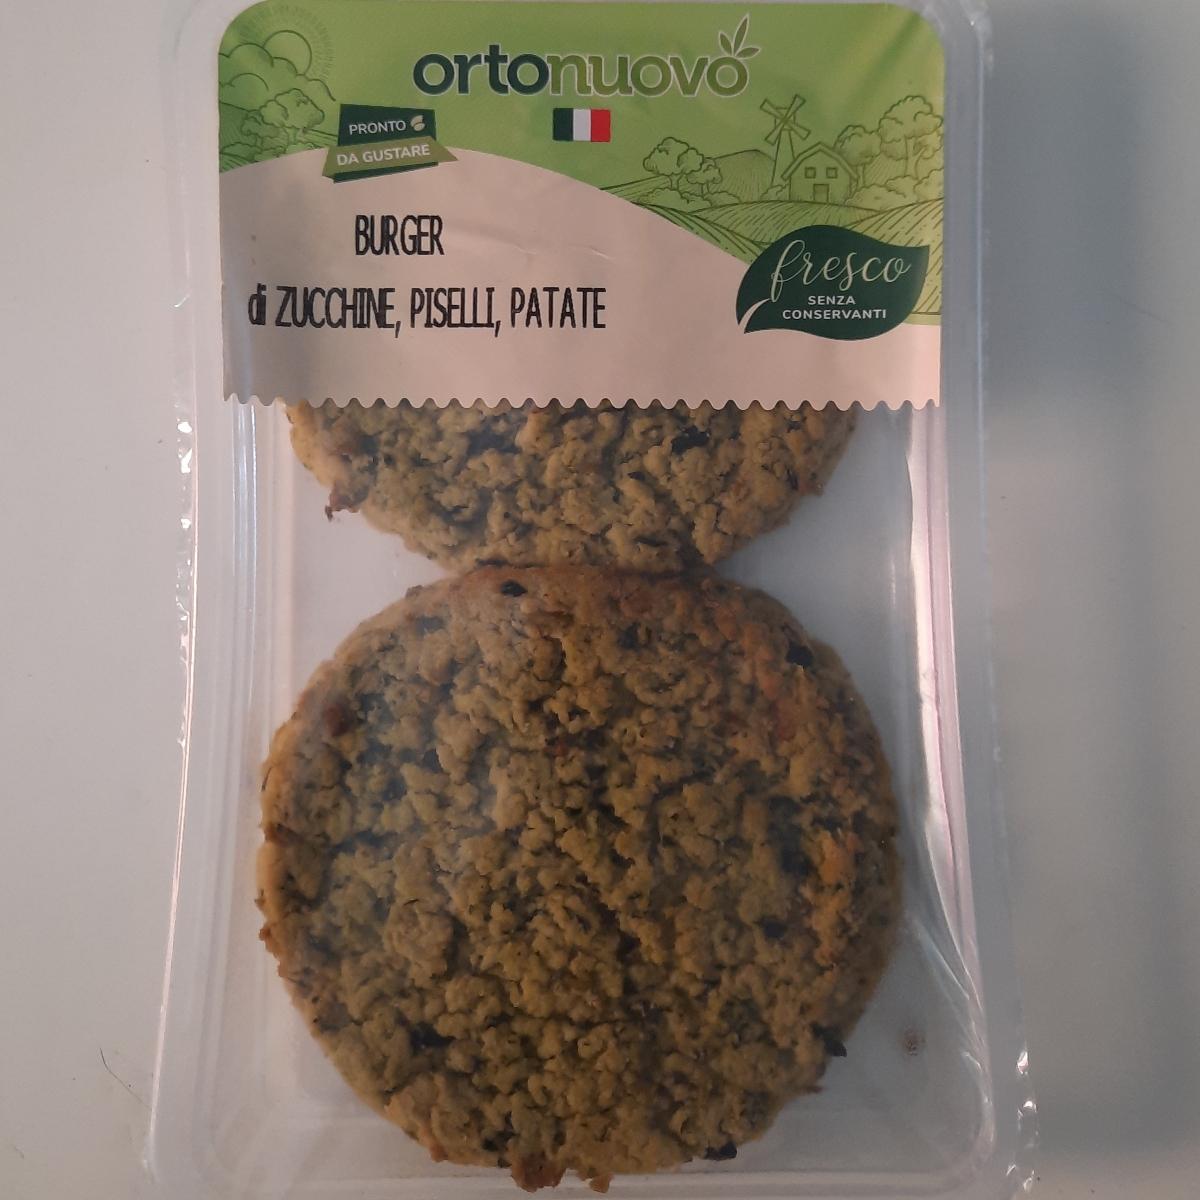 ortonuovo
PRONTO
DA GUSTARE
BURGER
di ZUCCHINE, PISELLI, PATATE
fresco
SENZA
CONSERVANTI